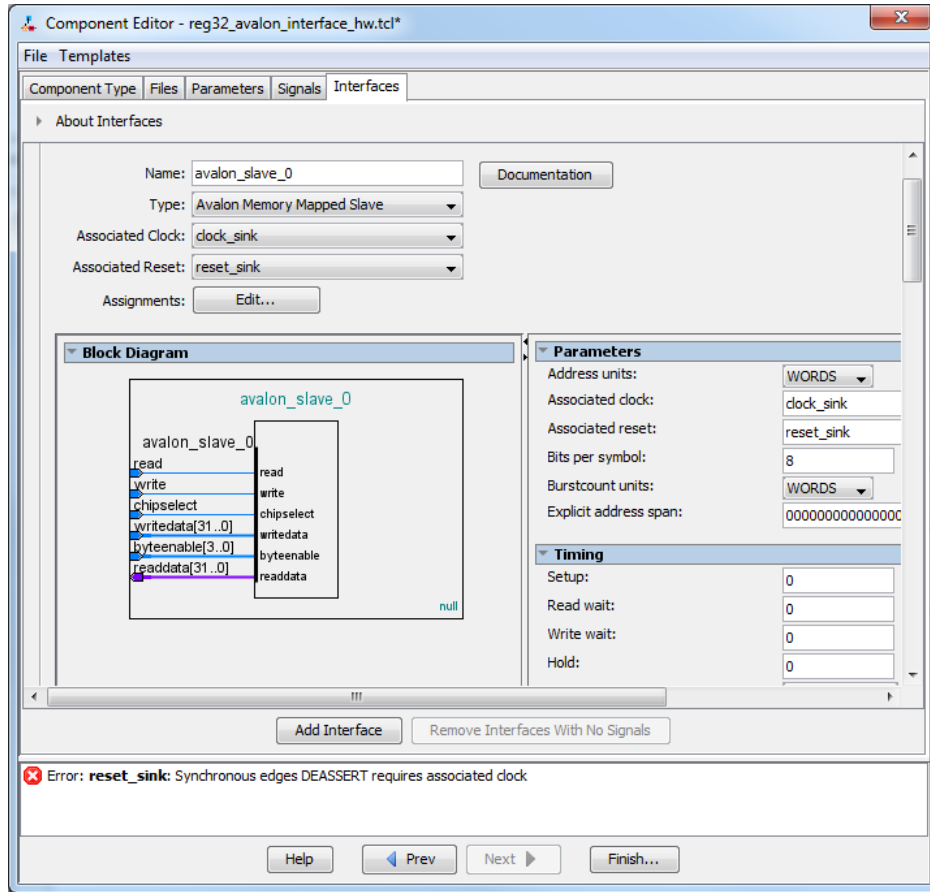 Component Editor - reg32_avalon_interface_hw.tcl*
File Templates
Component Type Files Parameters Signals Interfaces
About Interfaces
Name: avalon_slave_0 Documentation
Type: Avalon Memory Mapped Slave
Associated Clock: clock_sink
Associated Reset: reset_sink
Assignments: Edit...
Block Diagram
avalon_slave_0
avalon_slave_0
read
read
write
write
chipselect
chipselect
writedata[31..0]
writedata
byteenable[3..0]
byteenable
readdata[31..0]
readdata
null
Parameters
Address units: WORDS
Associated clock: clock_sink
Associated reset: reset_sink
Bits per symbol: 8
Burstcount units: WORDS
Explicit address span: 000000000000000
Timing
Setup: 0
Read wait: 0
Write wait: 0
Hold: 0
Add Interface Remove Interfaces With No Signals
Error: reset_sink: Synchronous edges DEASSERT requires associated clock
Help Prev Next Finish...